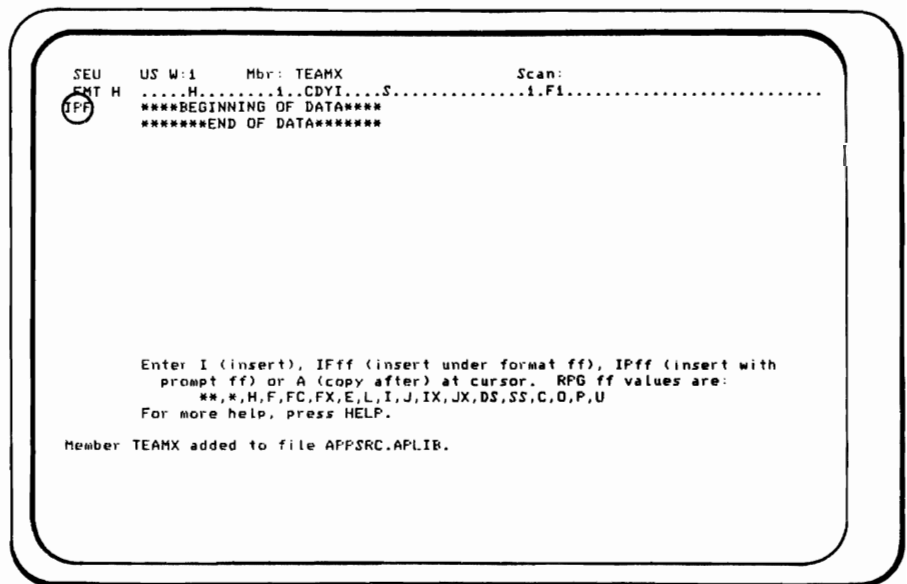 SEU US W:1 Mbr: TEAMX Scan:
FMT H .....H........1..CDYI....S..............1.F1.............................
IPF ****BEGINNING OF DATA****
*******END OF DATA*******
Enter I (insert), IFff (insert under format ff), IPff (insert with
prompt ff) or A (copy after) at cursor. RPG ff values are:
**,*,H,F,FC,FX,E,L,I,J,IX,JX,DS,SS,C,O,P,U
For more help, press HELP.
Member TEAMX added to file APPSRC.APLIB.